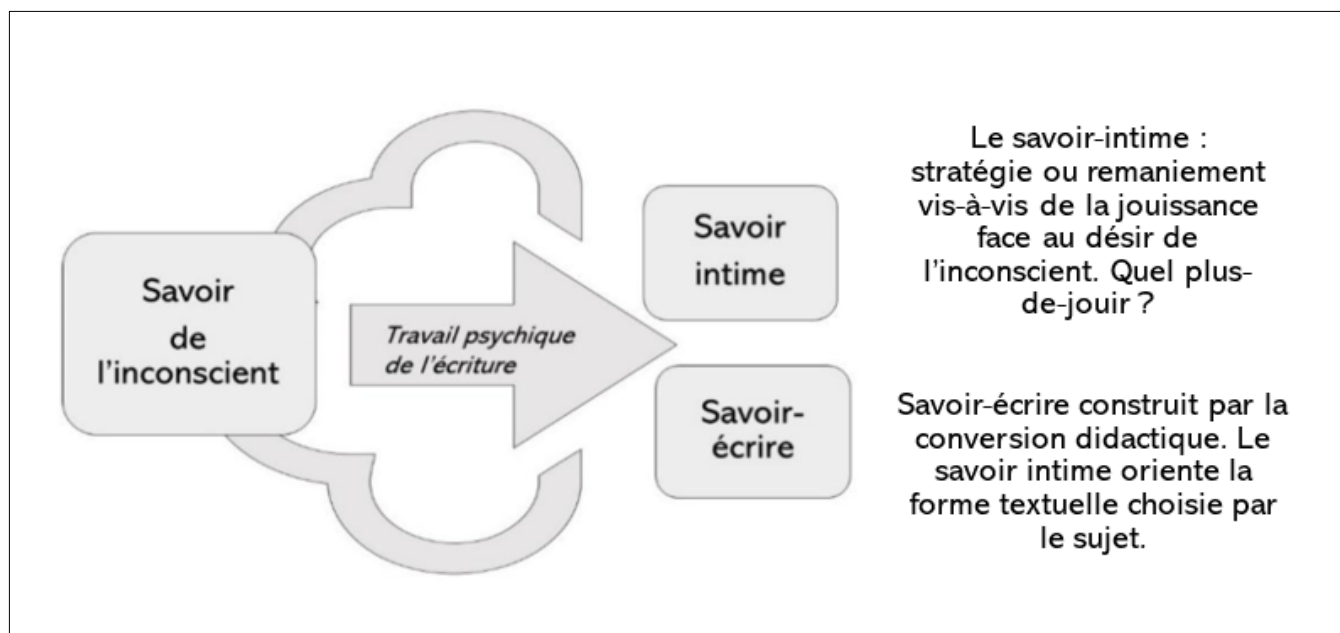 Savoir
de
l'inconscient
Travail psychique
de l'écriture
Savoir
intime
Savoir-
écrire
Le savoir-intime :
stratégie ou remaniement
vis-à-vis de la jouissance
face au désir de
l'inconscient. Quel plus-
de-jouir ?
Savoir-écrire construit par la
conversion didactique. Le
savoir intime oriente la
forme textuelle choisie par
le sujet.